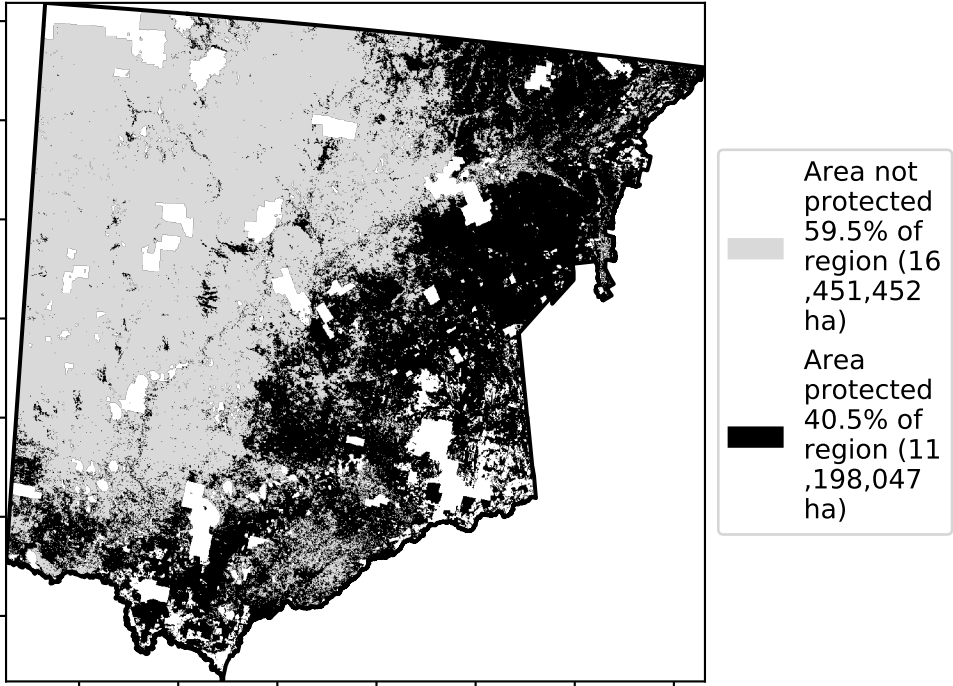 Area not
protected
59.5% of
region (16
,451,452
ha)
Area
protected
40.5% of
region (11
,198,047
ha)